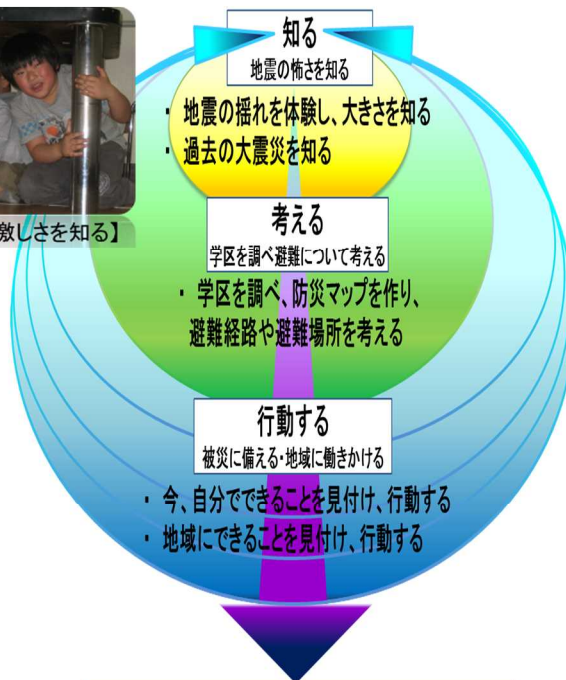 知る
地震の怖さを知る
・ 地震の揺れを体験し、大きさを知る
・ 過去の大震災を知る
激しさを知る】
考える
学区を調べ避難について考える
・ 学区を調べ、防災マップを作り、
避難経路や避難場所を考える
行動する
被災に備える・地域に働きかける
・ 今、自分でできることを見付け、行動する
・ 地域にできることを見付け、行動する